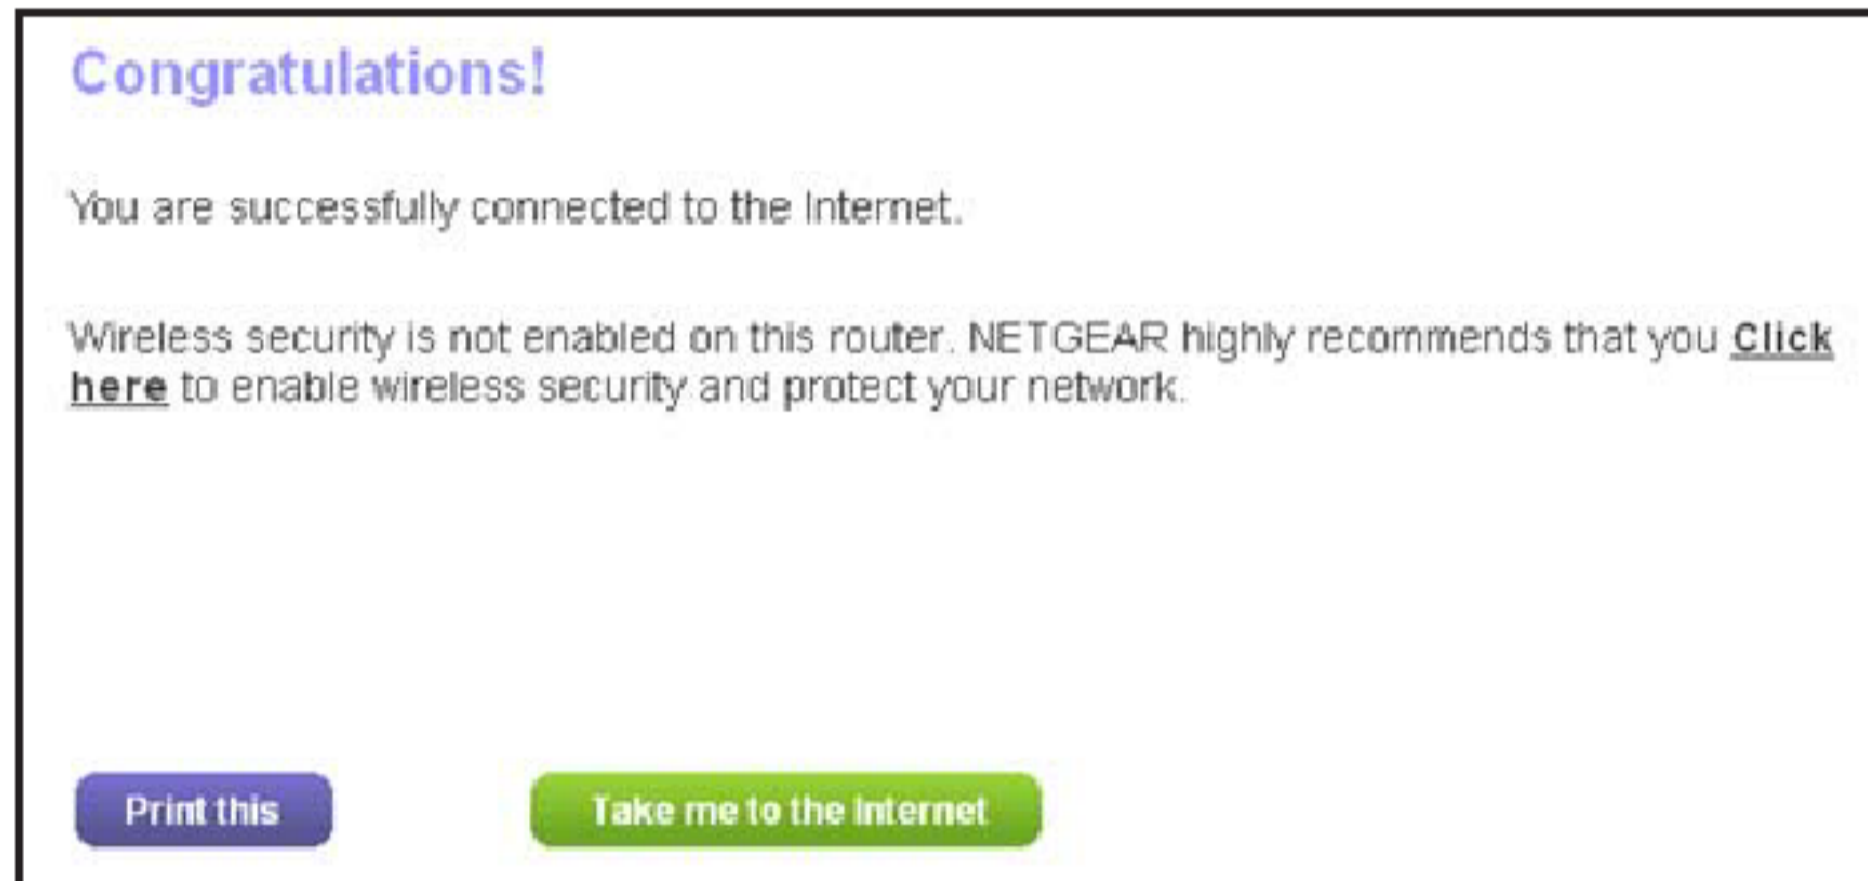 Congratulations!
You are successfully connected to the Internet.
Wireless security is not enabled on this router. NETGEAR highly recommends that you Click
here to enable wireless security and protect your network.
Print this
Take me to the Internet